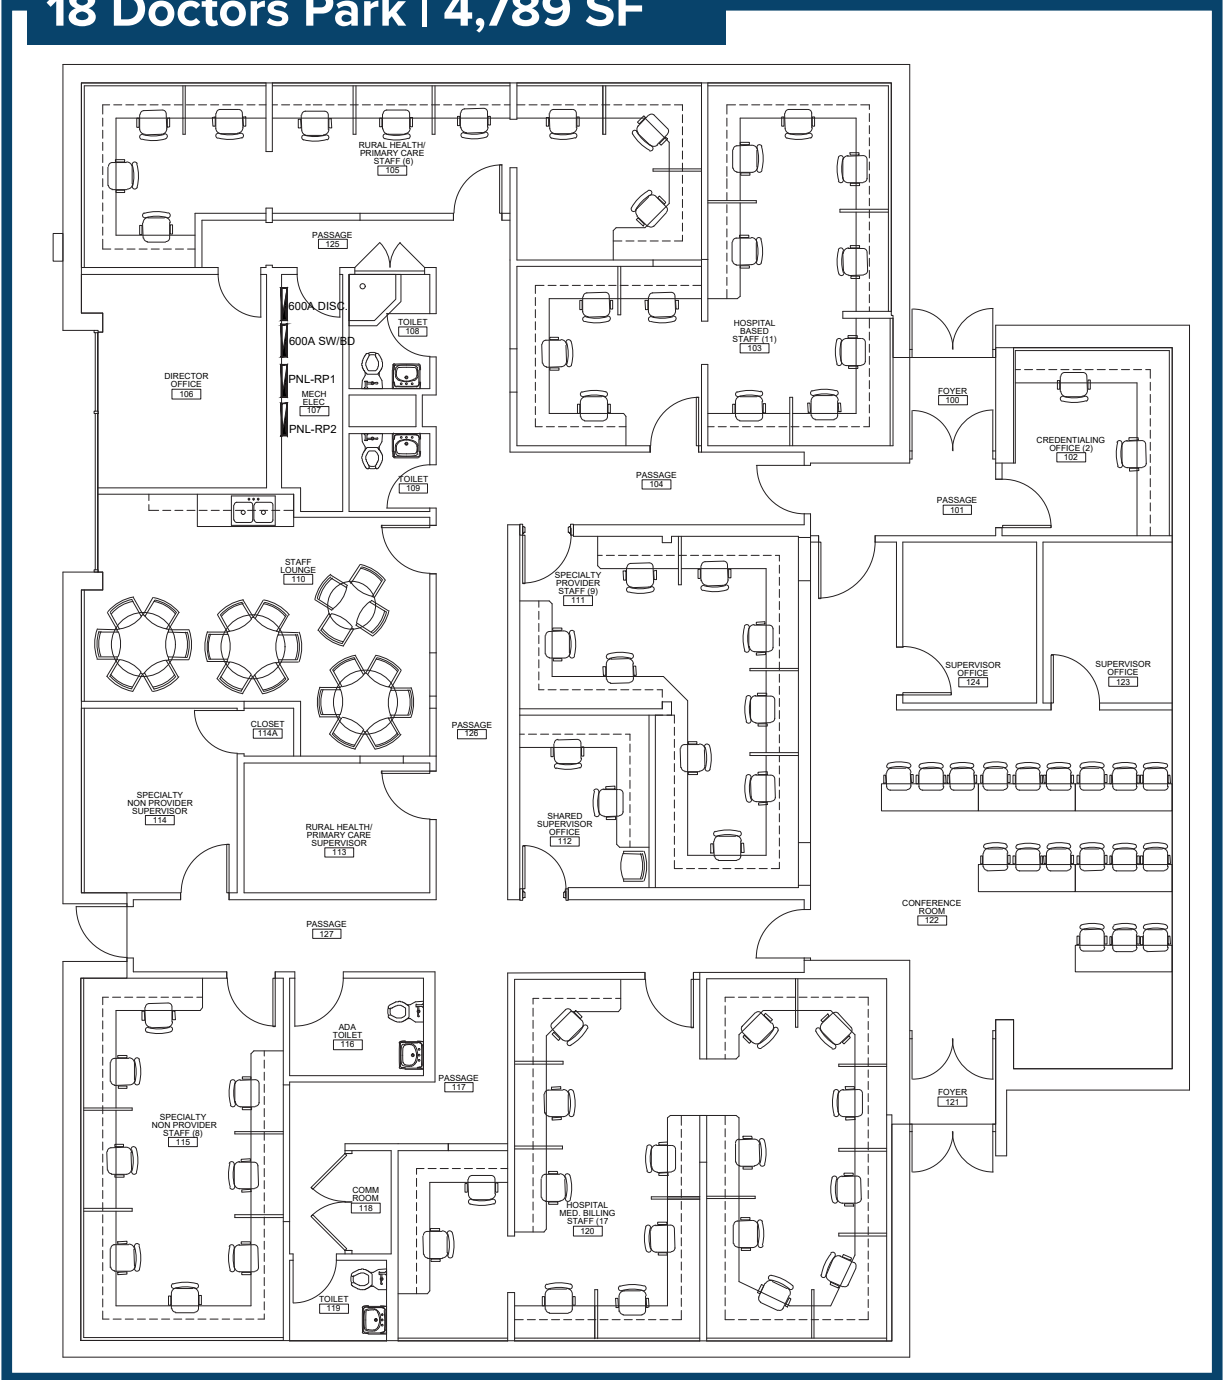 18 Doctors Park | 4,789 SF
RURAL HEALTH/
PRIMARY CARE
STAFF (6)
105
PASSAGE
125
600A DISC.
600A SW/BD
PNL-RP1
MECH
ELEC
107
PNL-RP2
TOILET
108
TOILET
109
DIRECTOR
OFFICE
106
HOSPITAL
BASED
STAFF (11)
103
FOYER
100
CREDENTIALING
OFFICE (2)
102
PASSAGE
104
PASSAGE
101
STAFF
LOUNGE
110
SPECIALTY
PROVIDER
STAFF (9)
111
SUPERVISOR
OFFICE
124
SUPERVISOR
OFFICE
123
CLOSET
114A
PASSAGE
126
SPECIALTY
NON PROVIDER
SUPERVISOR
114
RURAL HEALTH/
PRIMARY CARE
SUPERVISOR
113
SHARED
SUPERVISOR
OFFICE
112
CONFERENCE
ROOM
122
PASSAGE
127
ADA
TOILET
116
PASSAGE
117
FOYER
121
SPECIALTY
NON PROVIDER
STAFF (8)
115
COMM
ROOM
118
HOSPITAL
MED. BILLING
STAFF (17
120
TOILET
119